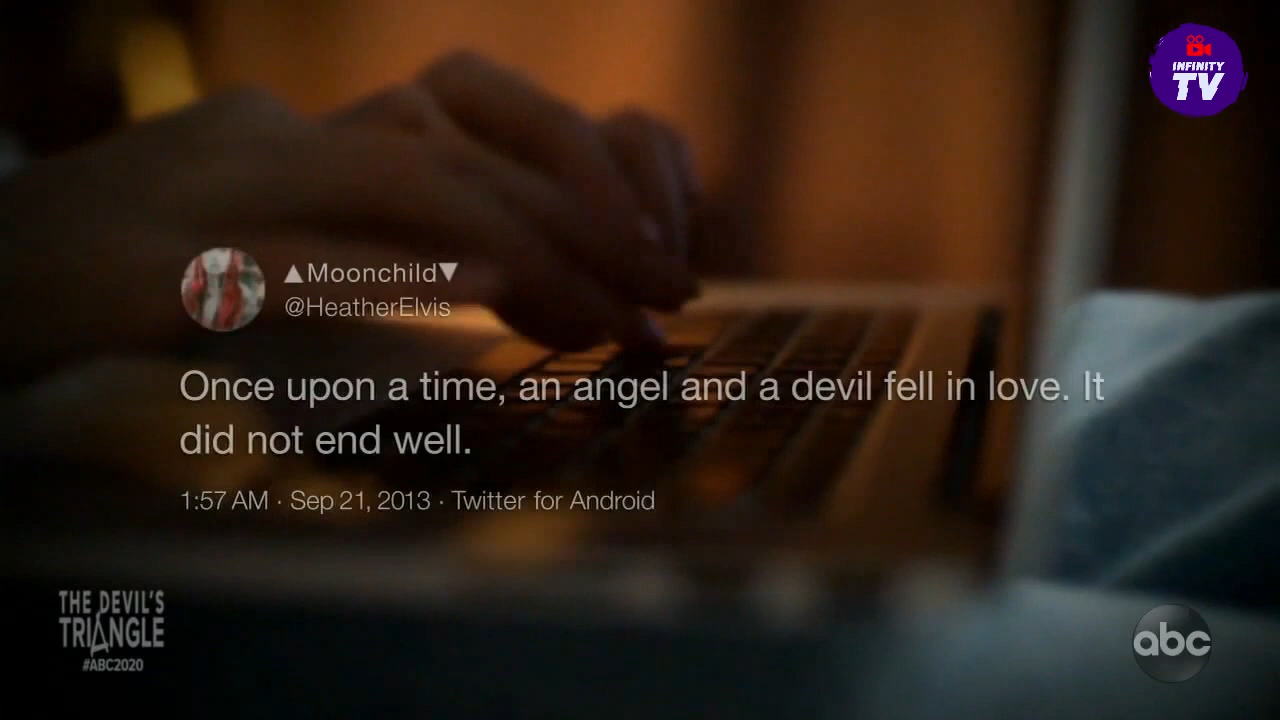 INFINITY
TV
▲Moonchild▼
@HeatherElvis
Once upon a time, an angel and a devil fell in love. It
did not end well.
1:57 AM · Sep 21, 2013 · Twitter for Android
THE DEVIL'S
TRIANGLE
#ABC2020
abc